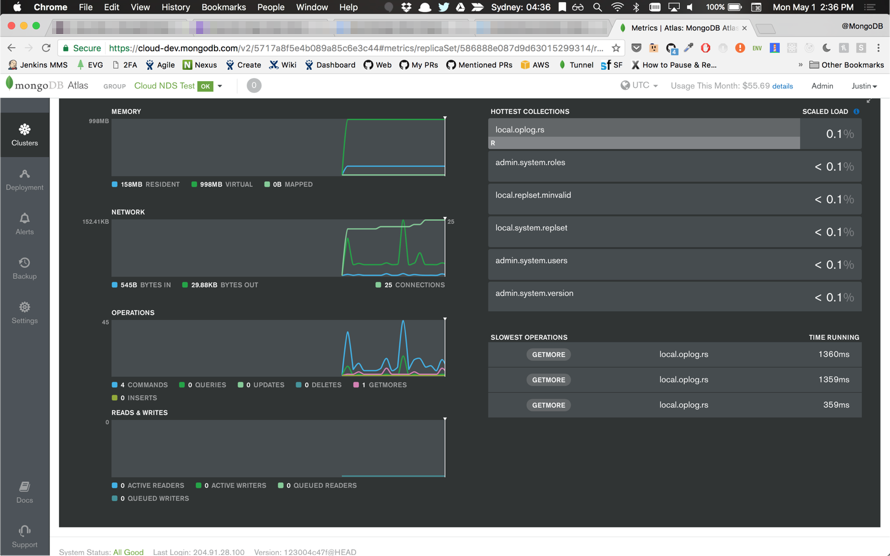 Chrome File Edit View History Bookmarks People Window Help Sydney: 04:36 100% Mon May 1 2:36 PM
Metrics | Atlas: MongoDB Atlas @MongoDB
Secure https://cloud-dev.mongodb.com/v2/5717a8f5e4b089a85c6e3c44#metrics/replicaSet/586888e087d9d63015299314/r...
Jenkins MMS EVG 2FA Agile Nexus Create Wiki Dashboard Web My PRs Mentioned PRs AWS Tunnel SF How to Pause & Re... » Other Bookmarks
mongoDB Atlas GROUP Cloud NDS Test OK 0 UTC Usage This Month: $55.69 details Admin Justin
Clusters
Deployment
Alerts
Backup
Settings
Docs
Support
MEMORY
998MB
158MB RESIDENT 998MB VIRTUAL 0B MAPPED
NETWORK
152.41KB 25
545B BYTES IN 29.88KB BYTES OUT 25 CONNECTIONS
OPERATIONS
45
4 COMMANDS 0 QUERIES 0 UPDATES 0 DELETES 1 GETMORES
0 INSERTS
READS & WRITES
0
0 ACTIVE READERS 0 ACTIVE WRITERS 0 QUEUED READERS
0 QUEUED WRITERS
HOTTEST COLLECTIONS SCALED LOAD
local.oplog.rs 0.1%
R
admin.system.roles < 0.1%
local.replset.minvalid < 0.1%
local.system.replset < 0.1%
admin.system.users < 0.1%
admin.system.version < 0.1%
SLOWEST OPERATIONS TIME RUNNING
GETMORE local.oplog.rs 1360ms
GETMORE local.oplog.rs 1359ms
GETMORE local.oplog.rs 359ms
System Status: All Good Last Login: 204.91.28.100 Version: 123004c47f@HEAD